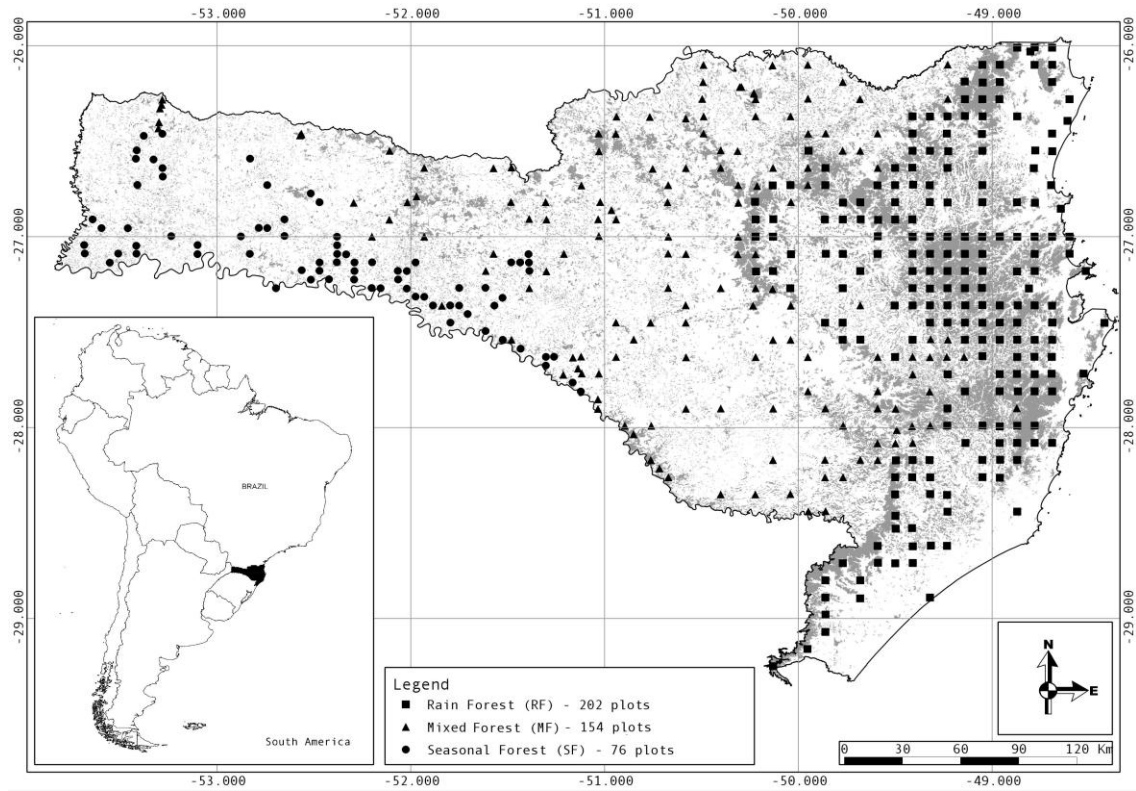 -53.000 -52.000 -51.000 -50.000 -49.000
-26.000 -26.000
-27.000 -27.000
-28.000 -28.000
-29.000 -29.000
BRAZIL
South America
Legend
Rain Forest (RF) - 202 plots
Mixed Forest (MF) - 154 plots
Seasonal Forest (SF) - 76 plots
N
E
0 30 60 90 120 Km
-53.000 -52.000 -51.000 -50.000 -49.000